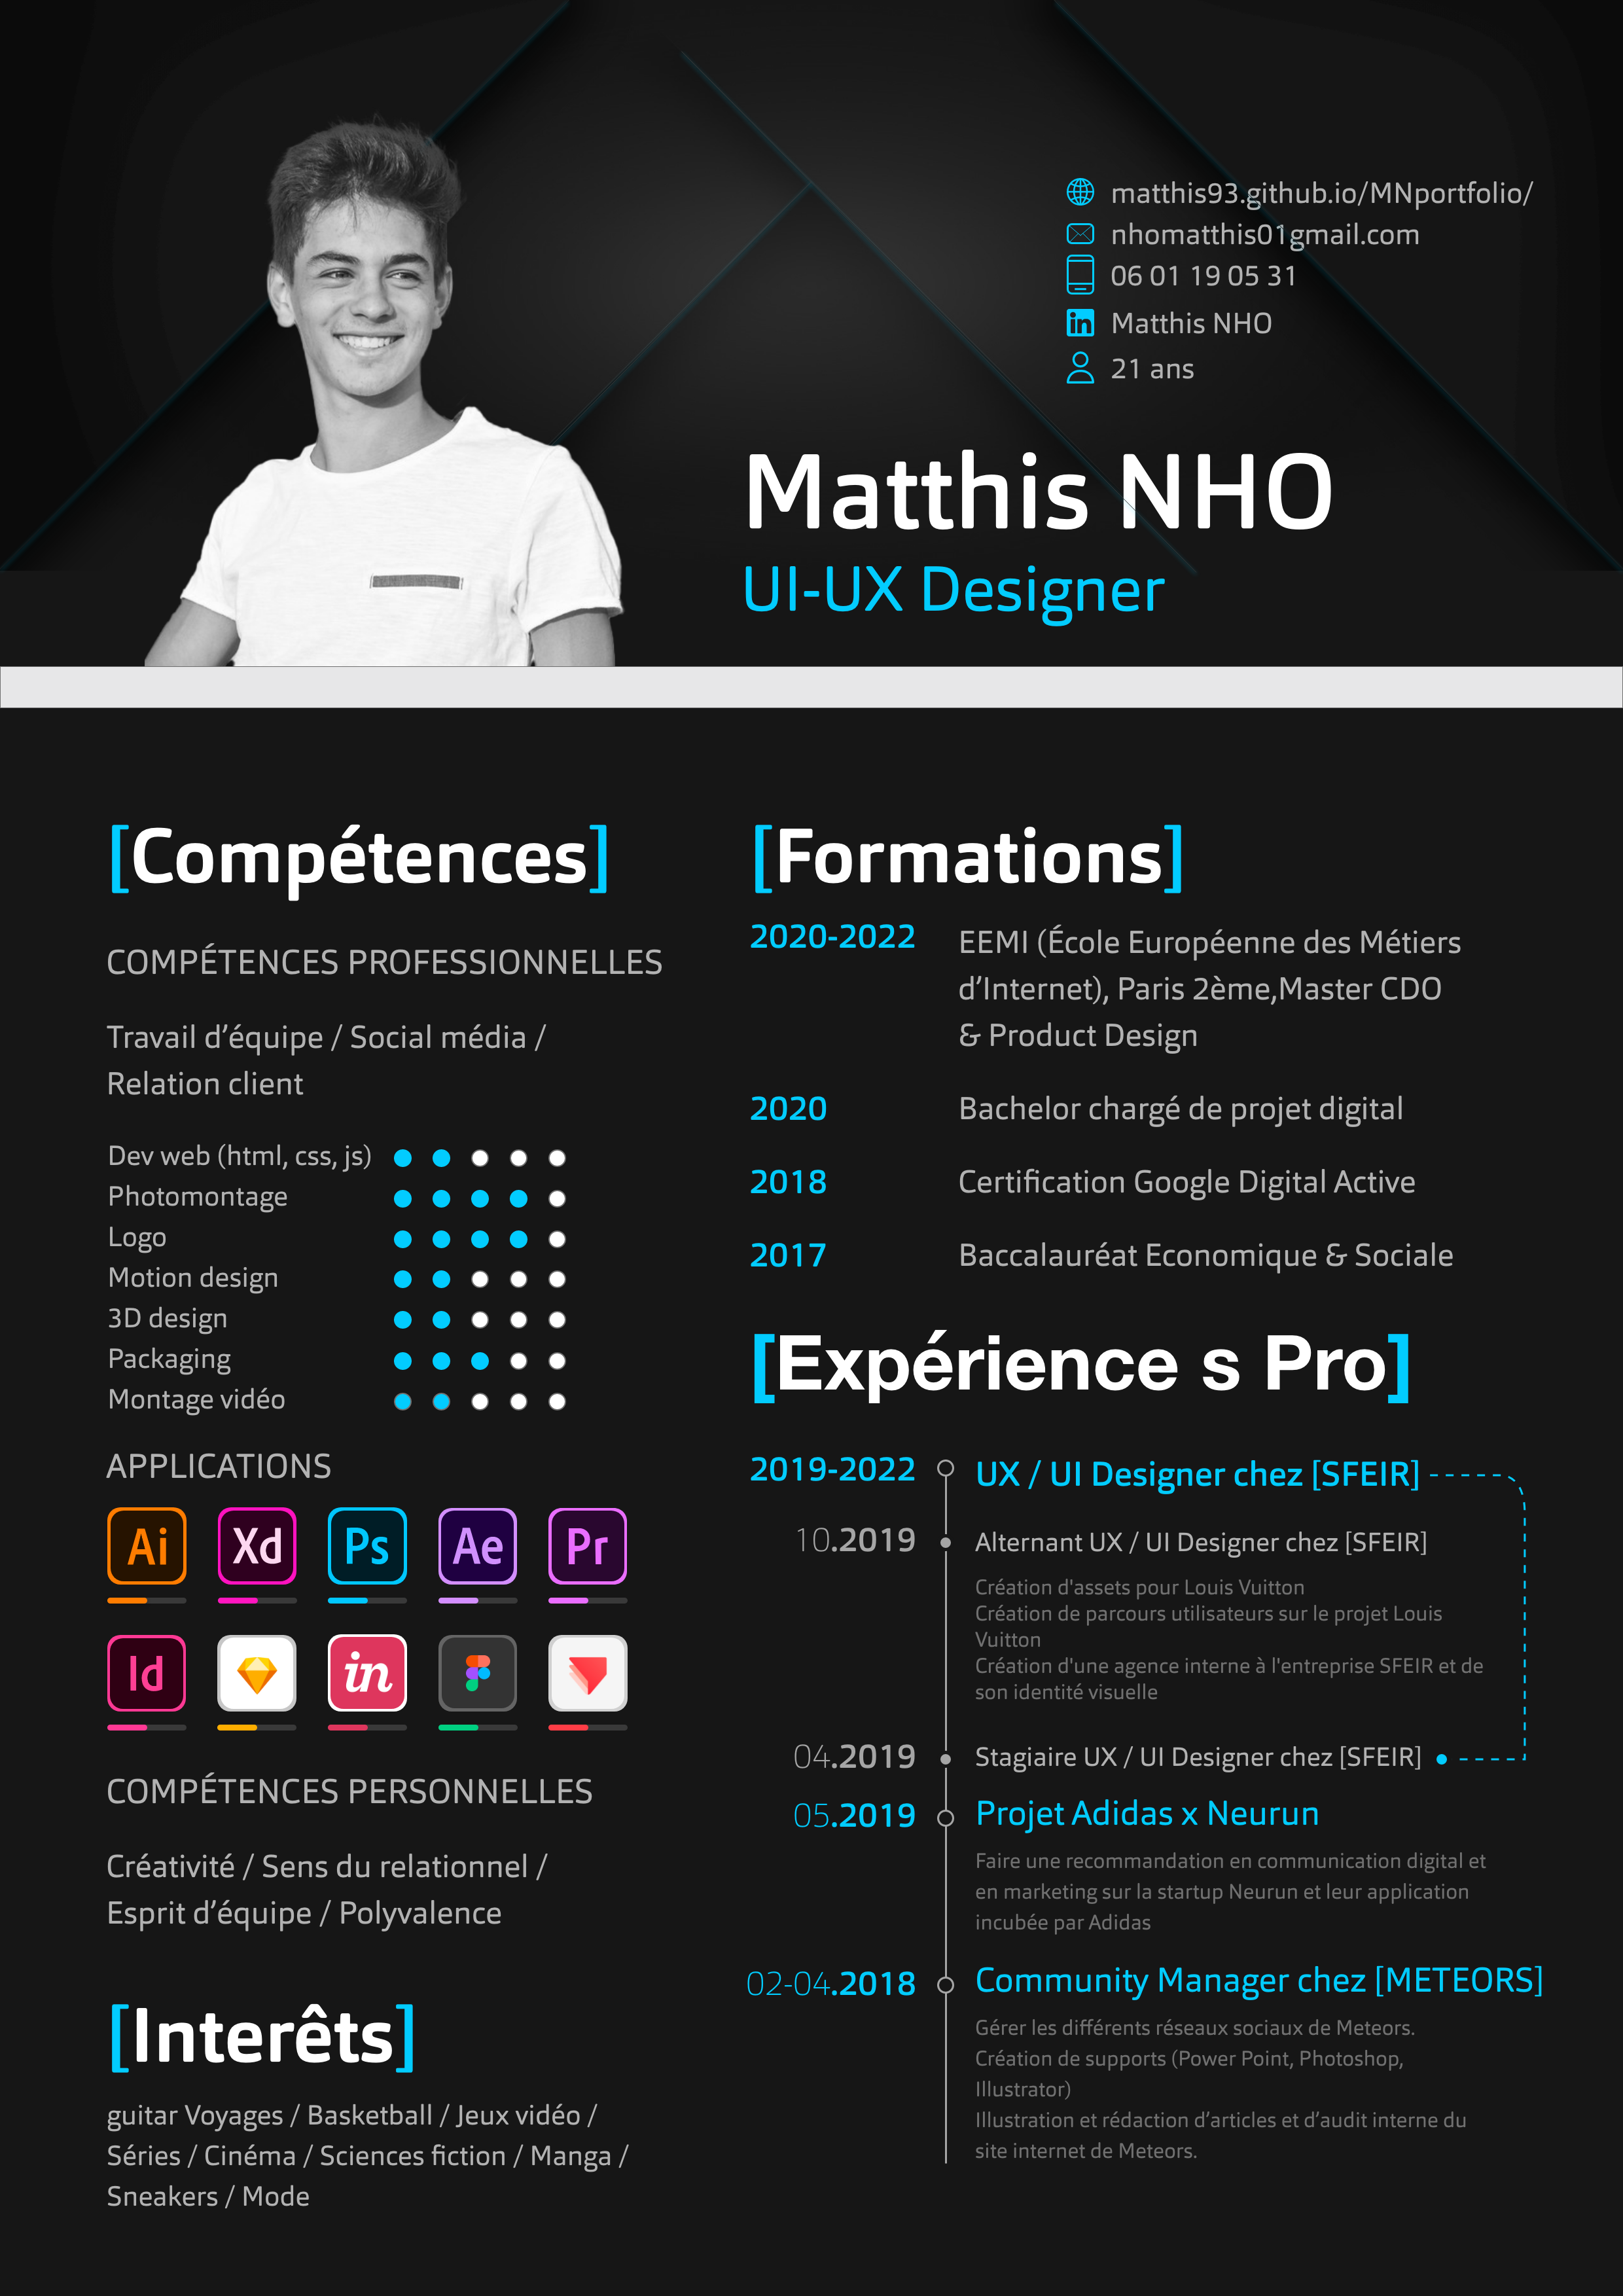 matthis93.github.io/MNportfolio/
nhomatthis01gmail.com
06 01 19 05 31
in Matthis NHO
21 ans
Matthis NHO
UI-UX Designer
[Compétences]
COMPÉTENCES PROFESSIONNELLES
Travail d’équipe / Social média /
Relation client
Dev web (html, css, js)
Photomontage
Logo
Motion design
3D design
Packaging
Montage vidéo
APPLICATIONS
Ai Xd Ps Ae Pr
Id in
COMPÉTENCES PERSONNELLES
Créativité / Sens du relationnel /
Esprit d’équipe / Polyvalence
[Interêts]
guitar Voyages / Basketball / Jeux vidéo /
Séries / Cinéma / Sciences fiction / Manga /
Sneakers / Mode
[Formations]
2020-2022 EEMI (École Européenne des Métiers
d’Internet), Paris 2ème,Master CDO
& Product Design
2020 Bachelor chargé de projet digital
2018 Certification Google Digital Active
2017 Baccalauréat Economique & Sociale
[Expérience s Pro]
2019-2022 UX / UI Designer chez [SFEIR]
10.2019 Alternant UX / UI Designer chez [SFEIR]
Création d'assets pour Louis Vuitton
Création de parcours utilisateurs sur le projet Louis
Vuitton
Création d'une agence interne à l'entreprise SFEIR et de
son identité visuelle
04.2019 Stagiaire UX / UI Designer chez [SFEIR]
05.2019 Projet Adidas x Neurun
Faire une recommandation en communication digital et
en marketing sur la startup Neurun et leur application
incubée par Adidas
02-04.2018 Community Manager chez [METEORS]
Gérer les différents réseaux sociaux de Meteors.
Création de supports (Power Point, Photoshop,
Illustrator)
Illustration et rédaction d’articles et d’audit interne du
site internet de Meteors.